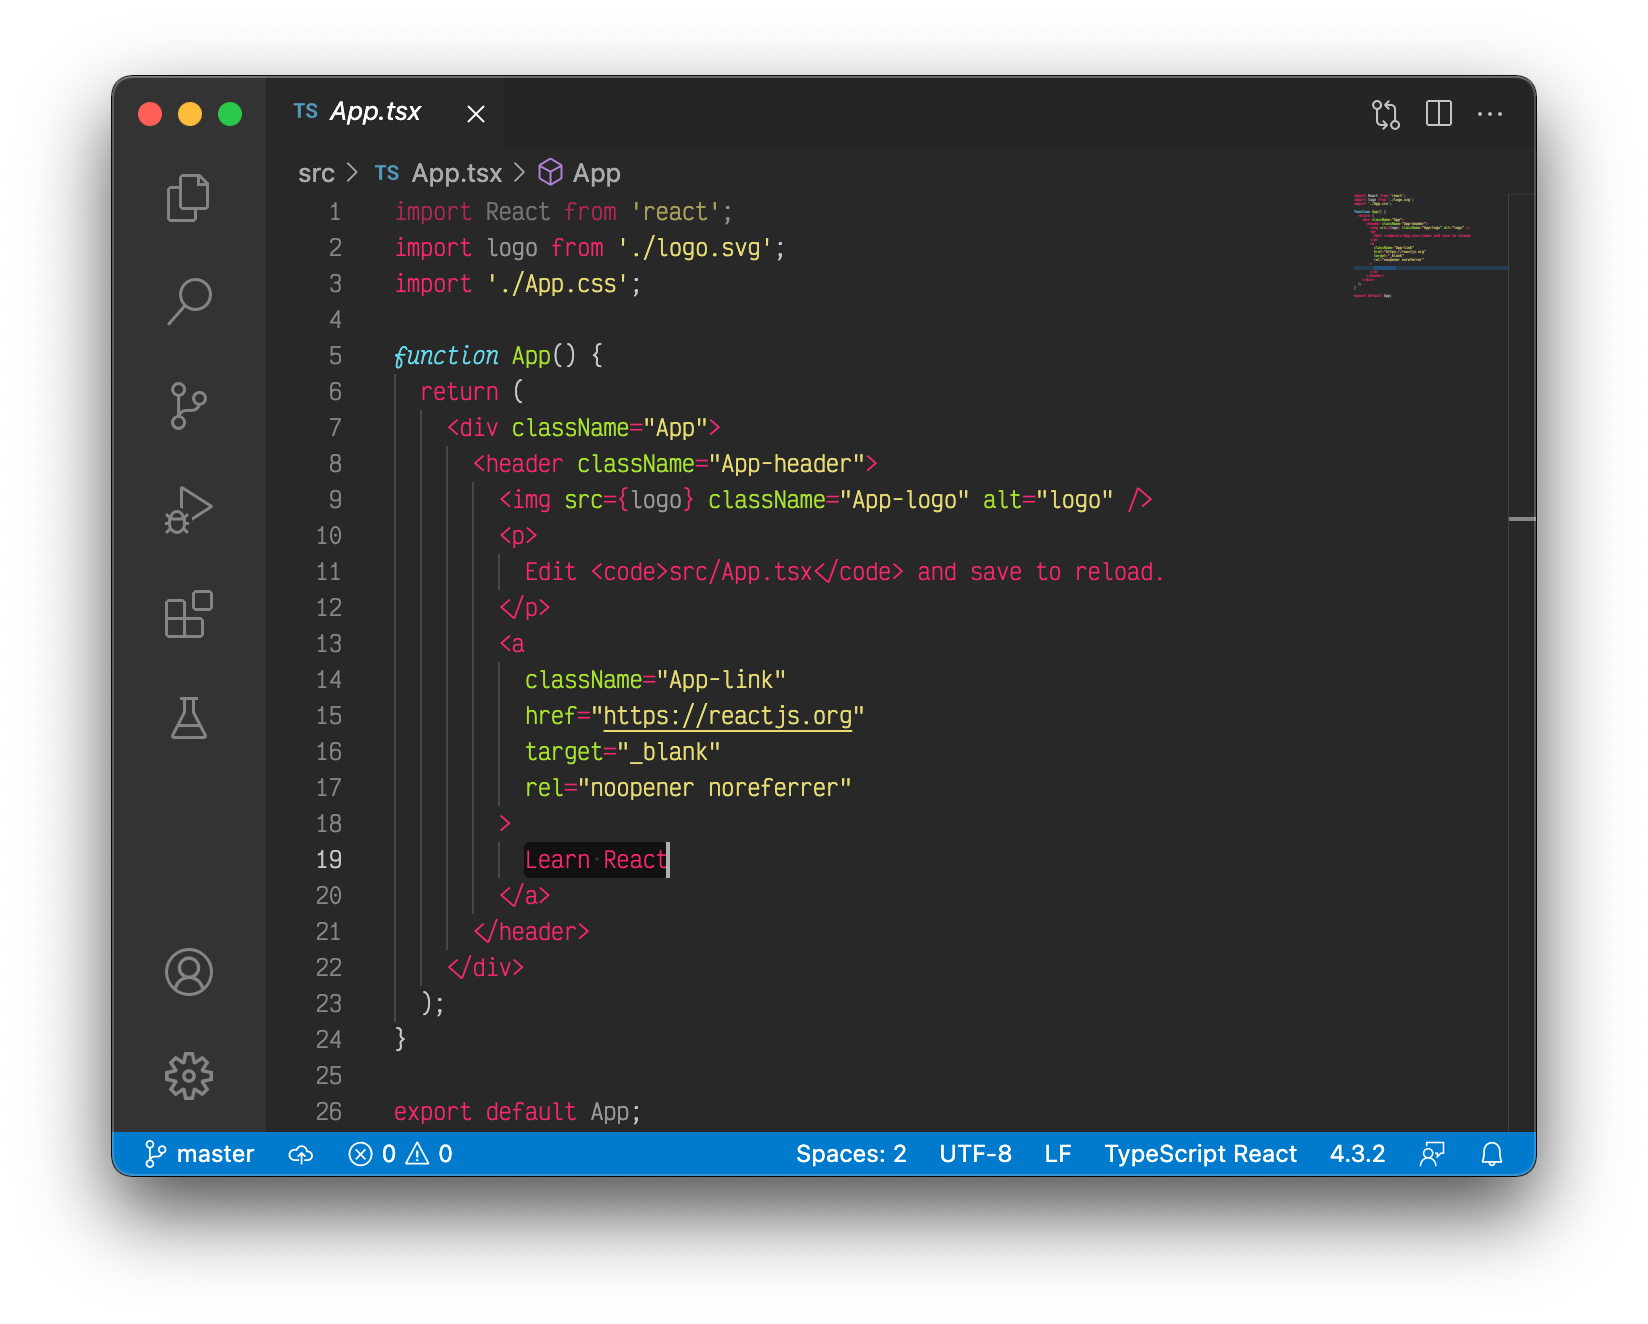 TS App.tsx
src > TS App.tsx > App
1 import React from 'react';
2 import logo from './logo.svg';
3 import './App.css';
4
5 function App() {
6 return (
7 <div className="App">
8 <header className="App-header">
9 <img src={logo} className="App-logo" alt="logo" />
10 <p>
11 Edit <code>src/App.tsx</code> and save to reload.
12 </p>
13 <a
14 className="App-link"
15 href="https://reactjs.org"
16 target="_blank"
17 rel="noopener noreferrer"
18 >
19 Learn React
20 </a>
21 </header>
22 </div>
23 );
24 }
25
26 export default App;
master 0 0 Spaces: 2 UTF-8 LF TypeScript React 4.3.2